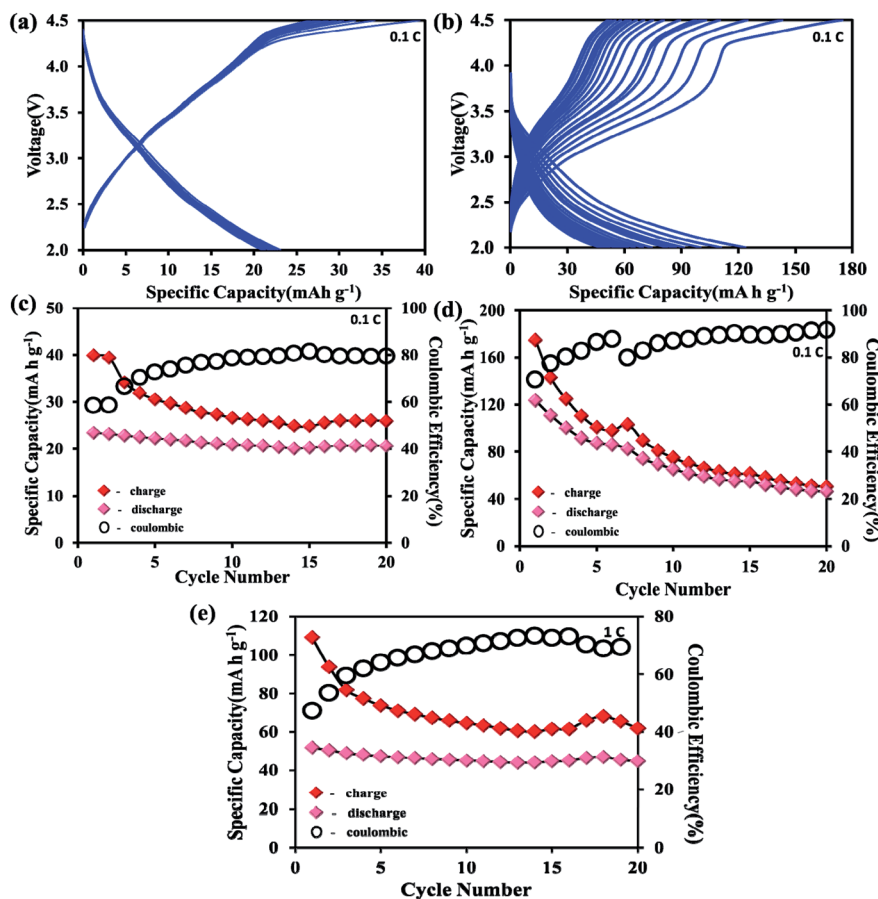 (a)
4.5
4.0
3.5
3.0
2.5
2.0
Voltage(V)
0.1 C
0 5 10 15 20 25 30 35 40
Specific Capacity(mAh g-1)
(b)
4.5
4.0
3.5
3.0
2.5
2.0
Voltage(V)
0.1 C
0 30 60 90 120 150 180
Specific Capacity(mAh g-1)
(c)
50
40
30
20
10
0
Specific Capacity(mA h g-1)
0.1 C
- charge
- discharge
- coulombic
100
80
60
40
20
0
Coulombic Efficiency(%)
0 5 10 15 20
Cycle Number
(d)
200
160
120
80
40
0
Specific Capacity(mA h g-1)
0.1 C
- charge
- discharge
- coulombic
100
80
60
40
20
0
Coulombic Efficiency(%)
0 5 10 15 20
Cycle Number
(e)
120
100
80
60
40
20
0
Specific Capacity(mA h g-1)
1 C
- charge
- discharge
- coulombic
80
60
40
20
0
Coulombic Efficiency(%)
0 5 10 15 20
Cycle Number